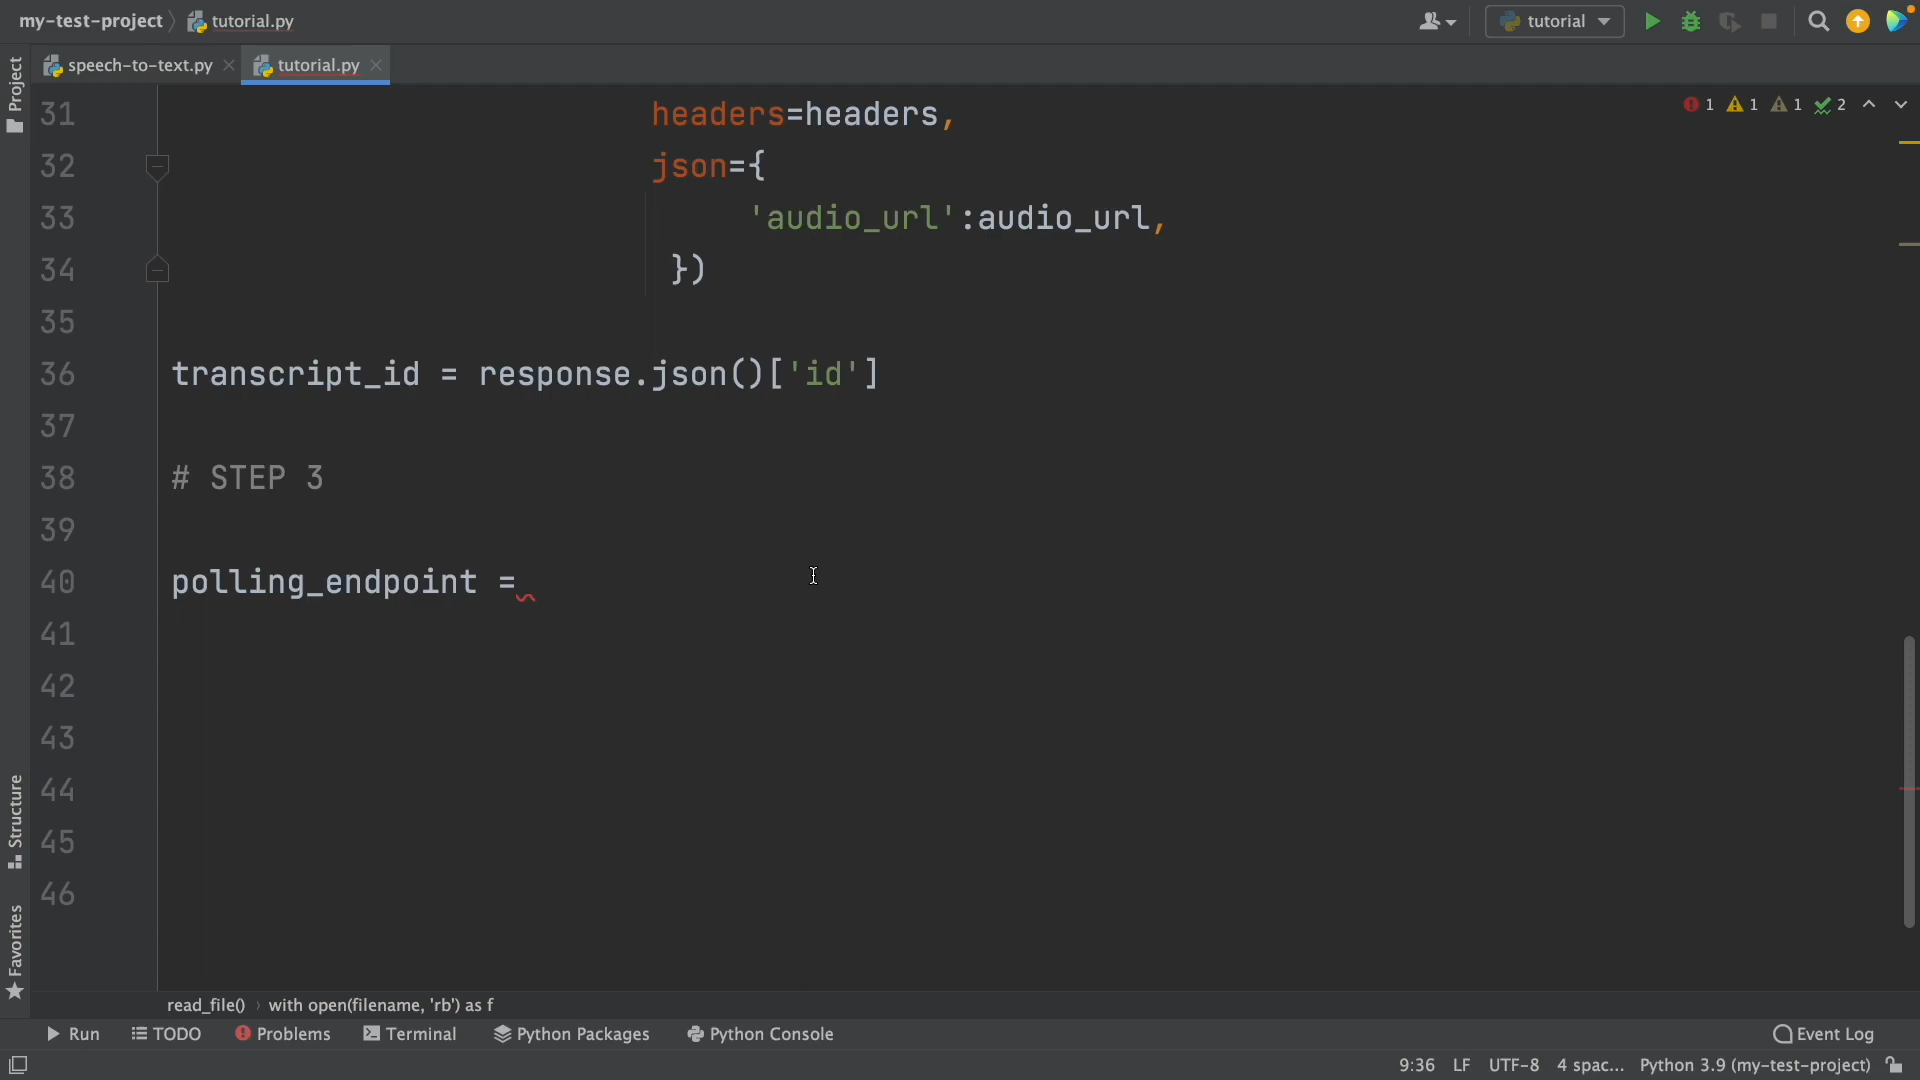 my-test-project
tutorial.py
tutorial
speech-to-text.py
tutorial.py
Project
31 headers=headers,
1 1 1 2
32 json={
33 'audio_url':audio_url,
34 })
35
36 transcript_id = response.json()['id']
37
38 # STEP 3
39
40 polling_endpoint =
41
42
43
44
45
46
Structure
Favorites
read_file() › with open(filename, 'rb') as f
Run TODO Problems Terminal Python Packages Python Console Event Log
9:36 LF UTF-8 4 spac... Python 3.9 (my-test-project)